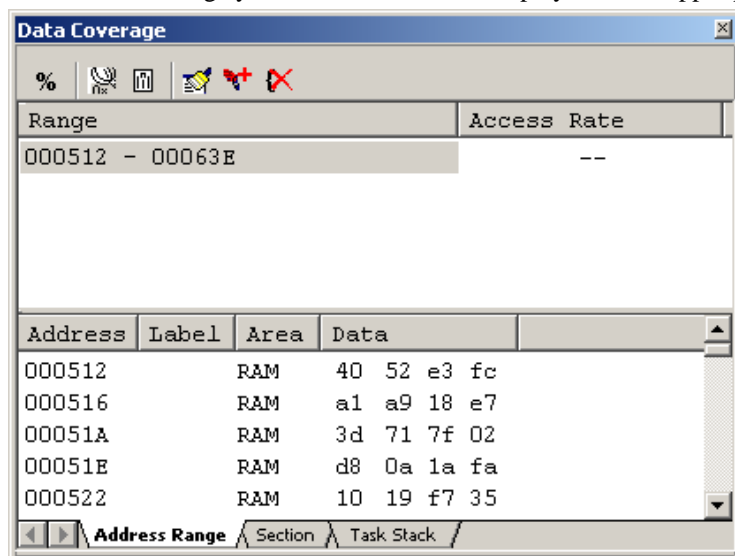 Data Coverage
%
Range Access Rate
000512 - 00063E --
Address Label Area Data
000512 RAM 40 52 e3 fc
000516 RAM a1 a9 18 e7
00051A RAM 3d 71 7f 02
00051E RAM d8 0a 1a fa
000522 RAM 10 19 f7 35
Address Range Section Task Stack